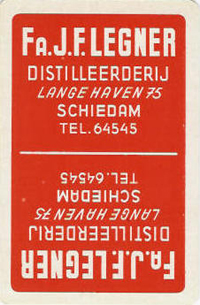 FA. J.F. LEGNER
DISTILLEERDERIJ
LANGE HAVEN 75
SCHIEDAM
TEL. 64545
FA. J.F. LEGNER
DISTILLEERDERIJ
LANGE HAVEN 75
SCHIEDAM
TEL. 64545